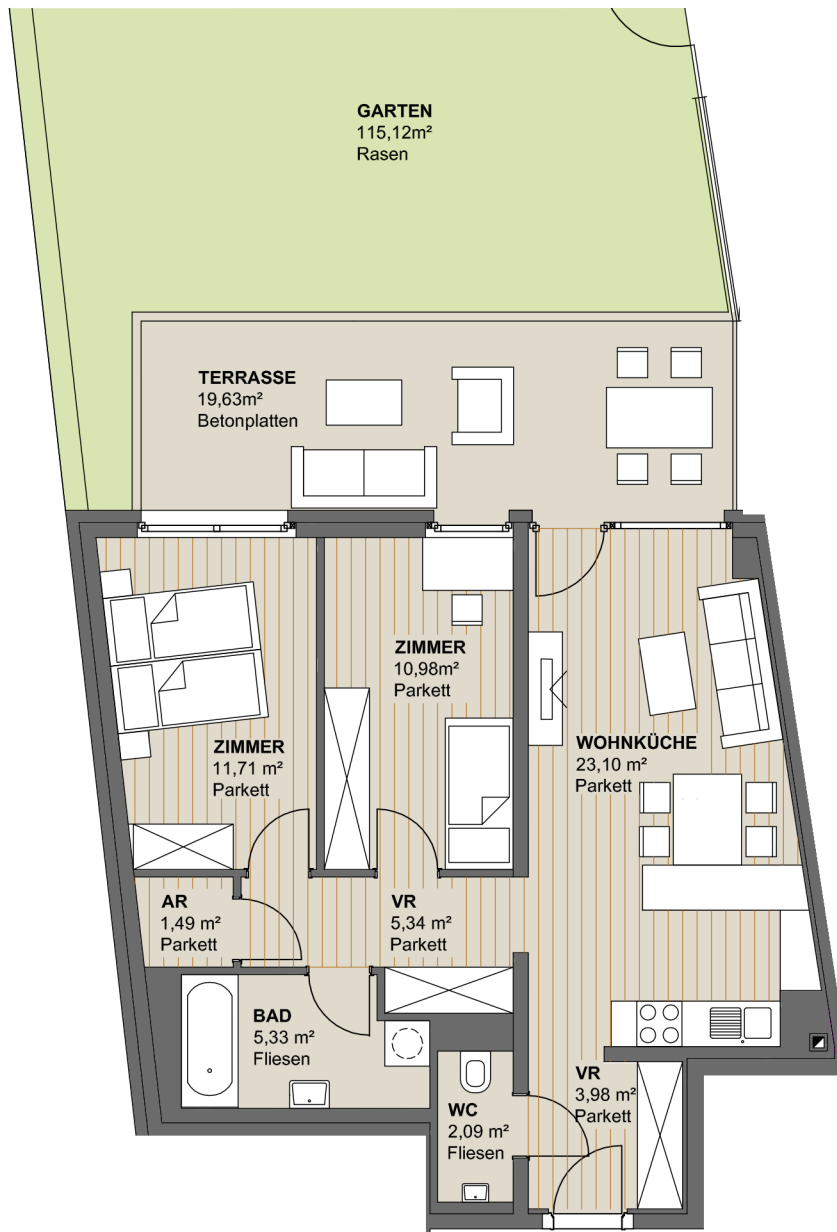 GARTEN
115,12m²
Rasen
TERRASSE
19,63m²
Betonplatten
ZIMMER
10,98m²
Parkett
ZIMMER
11,71 m²
Parkett
WOHNKÜCHE
23,10 m²
Parkett
AR
1,49 m²
Parkett
VR
5,34 m²
Parkett
BAD
5,33 m²
Fliesen
VR
3,98 m²
Parkett
WC
2,09 m²
Fliesen